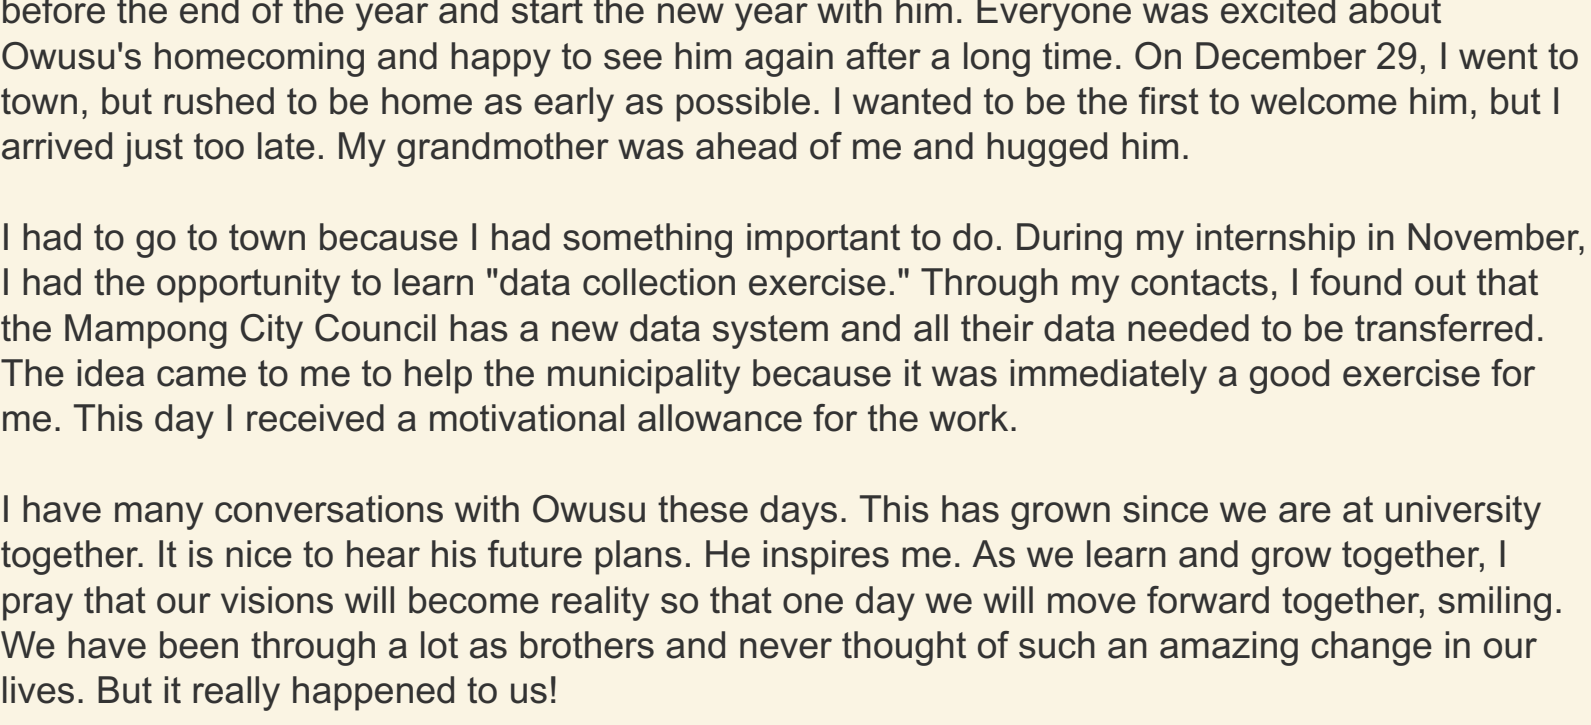 before the end of the year and start the new year with him. Everyone was excited about
Owusu's homecoming and happy to see him again after a long time. On December 29, I went to
town, but rushed to be home as early as possible. I wanted to be the first to welcome him, but I
arrived just too late. My grandmother was ahead of me and hugged him.
I had to go to town because I had something important to do. During my internship in November,
I had the opportunity to learn "data collection exercise." Through my contacts, I found out that
the Mampong City Council has a new data system and all their data needed to be transferred.
The idea came to me to help the municipality because it was immediately a good exercise for
me. This day I received a motivational allowance for the work.
I have many conversations with Owusu these days. This has grown since we are at university
together. It is nice to hear his future plans. He inspires me. As we learn and grow together, I
pray that our visions will become reality so that one day we will move forward together, smiling.
We have been through a lot as brothers and never thought of such an amazing change in our
lives. But it really happened to us!